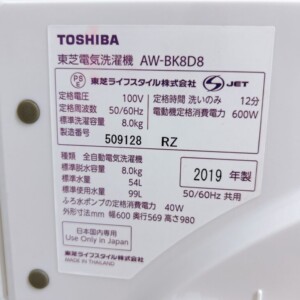 TOSHIBA
東芝電気洗濯機 AW-BK8D8
PS E 東芝ライフスタイル株式会社 S JET
定格電圧 100V 定格時間 洗いのみ 12分
定格周波数 50/60Hz 電動機定格消費電力 600W
標準洗濯容量 8.0kg
製造番号 509128 RZ
種類 全自動電気洗濯機
標準脱水容量 8.0kg 2019 年製
標準水量 54L
標準使用水量 99L 50/60Hz 共用
ふろ水ポンプの定格消費電力 40W
外形寸法mm 幅600 奥行569 高さ980
日本国内専用
Use only in Japan
東芝ライフスタイル株式会社
MADE IN THAILAND